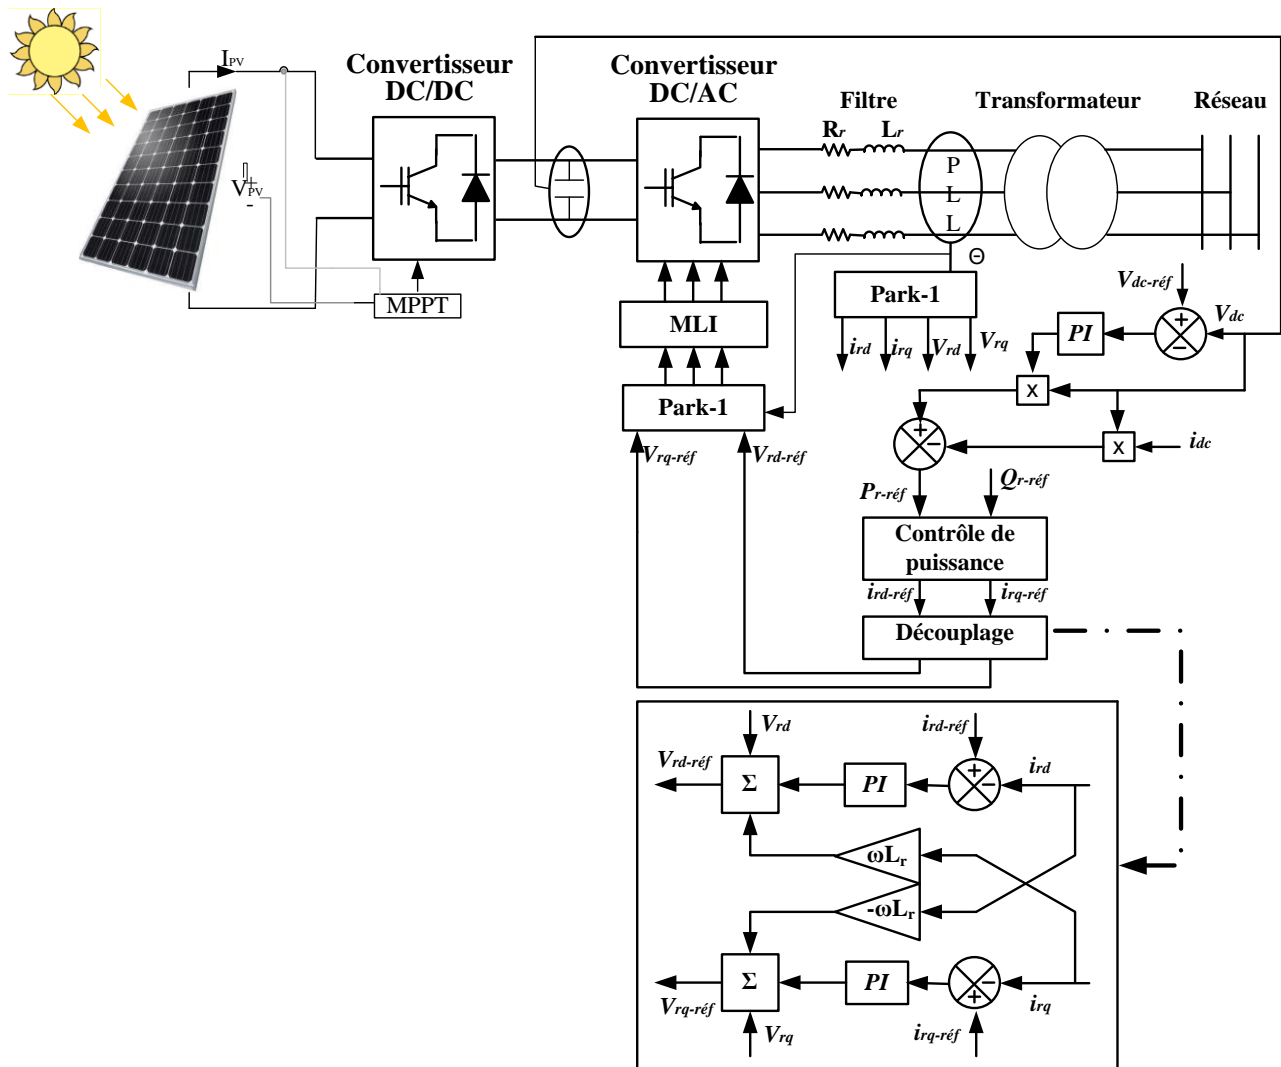 Convertisseur
DC/DC
Convertisseur
DC/AC
Filtre
Transformateur
Réseau
IPV
Rr
Lr
VPV
+
-
P
L
L
Θ
MPPT
MLI
Park-1
Park-1
ird
irq
Vrd
Vrq
Vdc-réf
Vdc
+
−
PI
x
x
idc
+
−
Vrq-réf
Vrd-réf
Pr-réf
Qr-réf
Contrôle de
puissance
ird-réf
irq-réf
Découplage
Vrd
ird-réf
Vrd-réf
Σ
PI
+
−
ird
ωLr
-ωLr
Σ
PI
−
+
irq
Vrq-réf
Vrq
irq-réf